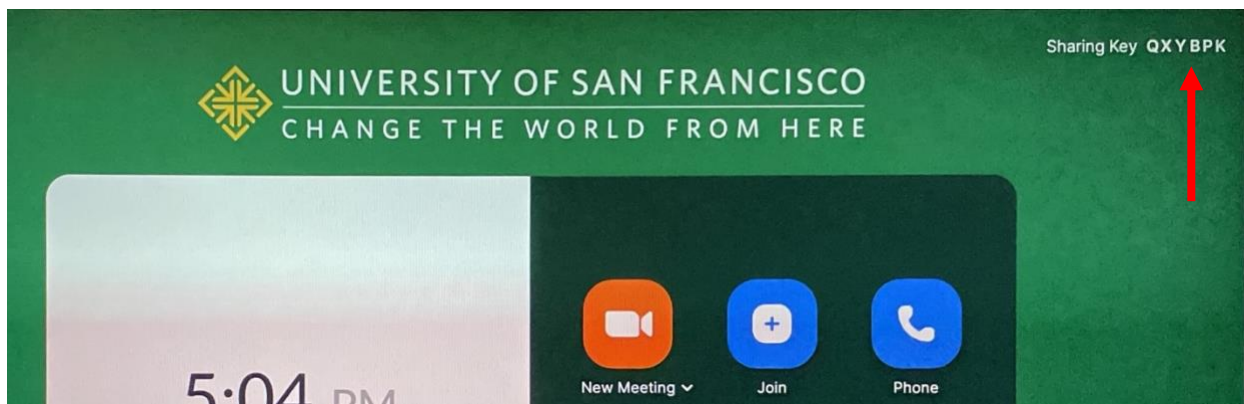 Sharing Key QXYBPK
UNIVERSITY OF SAN FRANCISCO
CHANGE THE WORLD FROM HERE
5:04 PM
New Meeting
Join
Phone